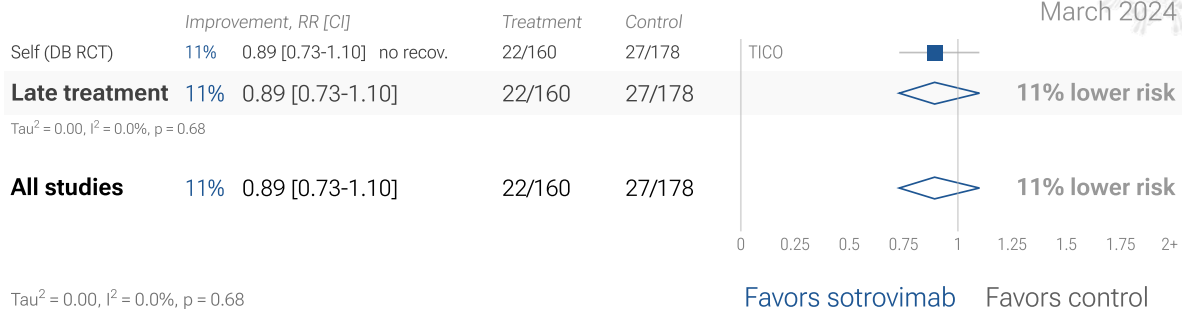 March 2024
Improvement, RR [CI] Treatment Control
Self (DB RCT) 11% 0.89 [0.73-1.10] no recov. 22/160 27/178 TICO
Late treatment 11% 0.89 [0.73-1.10] 22/160 27/178 11% lower risk
Tau² = 0.00, I² = 0.0%, p = 0.68
All studies 11% 0.89 [0.73-1.10] 22/160 27/178 11% lower risk
0 0.25 0.5 0.75 1 1.25 1.5 1.75 2+
Tau² = 0.00, I² = 0.0%, p = 0.68 Favors sotrovimab Favors control